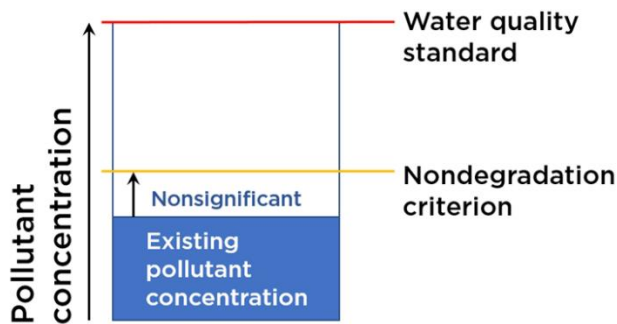 Water quality
standard
Pollutant
concentration
Nondegradation
criterion
Nonsignificant
Existing
pollutant
concentration